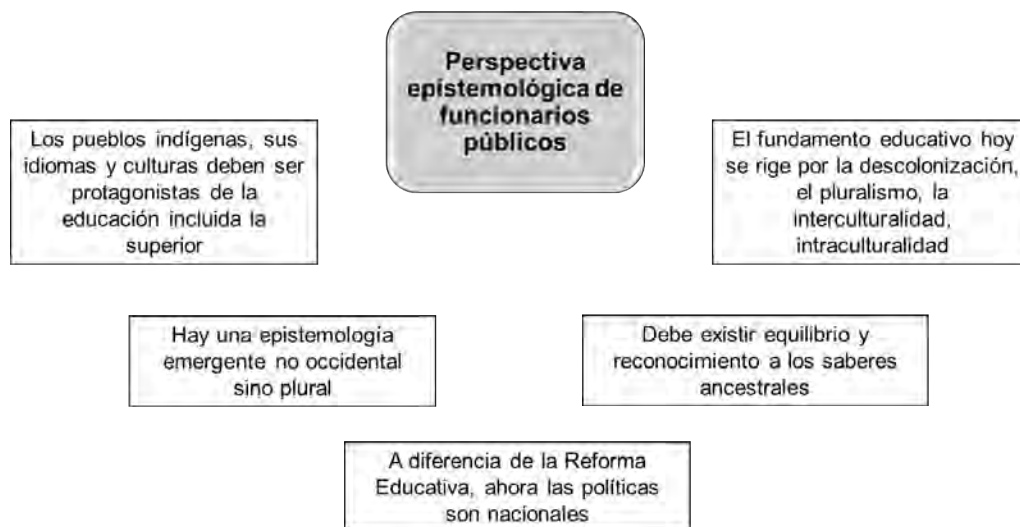 Perspectiva
epistemológica de
funcionarios
públicos
Los pueblos indígenas, sus
idiomas y culturas deben ser
protagonistas de la
educación incluida la
superior
El fundamento educativo hoy
se rige por la descolonización,
el pluralismo, la
interculturalidad,
intraculturalidad
Hay una epistemología
emergente no occidental
sino plural
Debe existir equilibrio y
reconocimiento a los saberes
ancestrales
A diferencia de la Reforma
Educativa, ahora las políticas
son nacionales